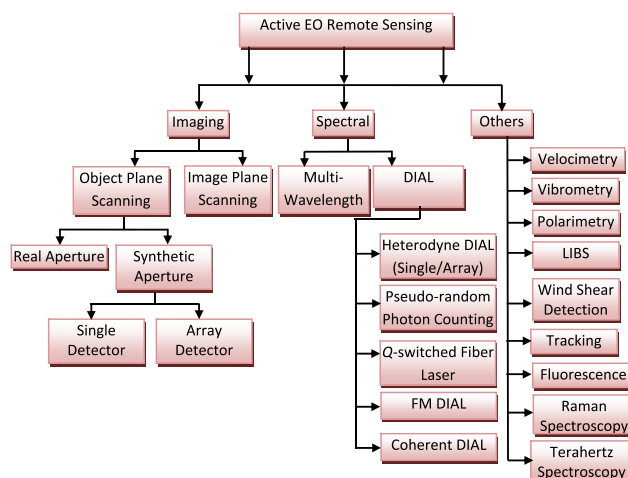 Active EO Remote Sensing
Imaging
Spectral
Others
Object Plane
Scanning
Image Plane
Scanning
Multi-
Wavelength
DIAL
Real Aperture
Synthetic
Aperture
Single
Detector
Array
Detector
Heterodyne DIAL
(Single/Array)
Pseudo-random
Photon Counting
Q-switched Fiber
Laser
FM DIAL
Coherent DIAL
Velocimetry
Vibrometry
Polarimetry
LIBS
Wind Shear
Detection
Tracking
Fluorescence
Raman
Spectroscopy
Terahertz
Spectroscopy